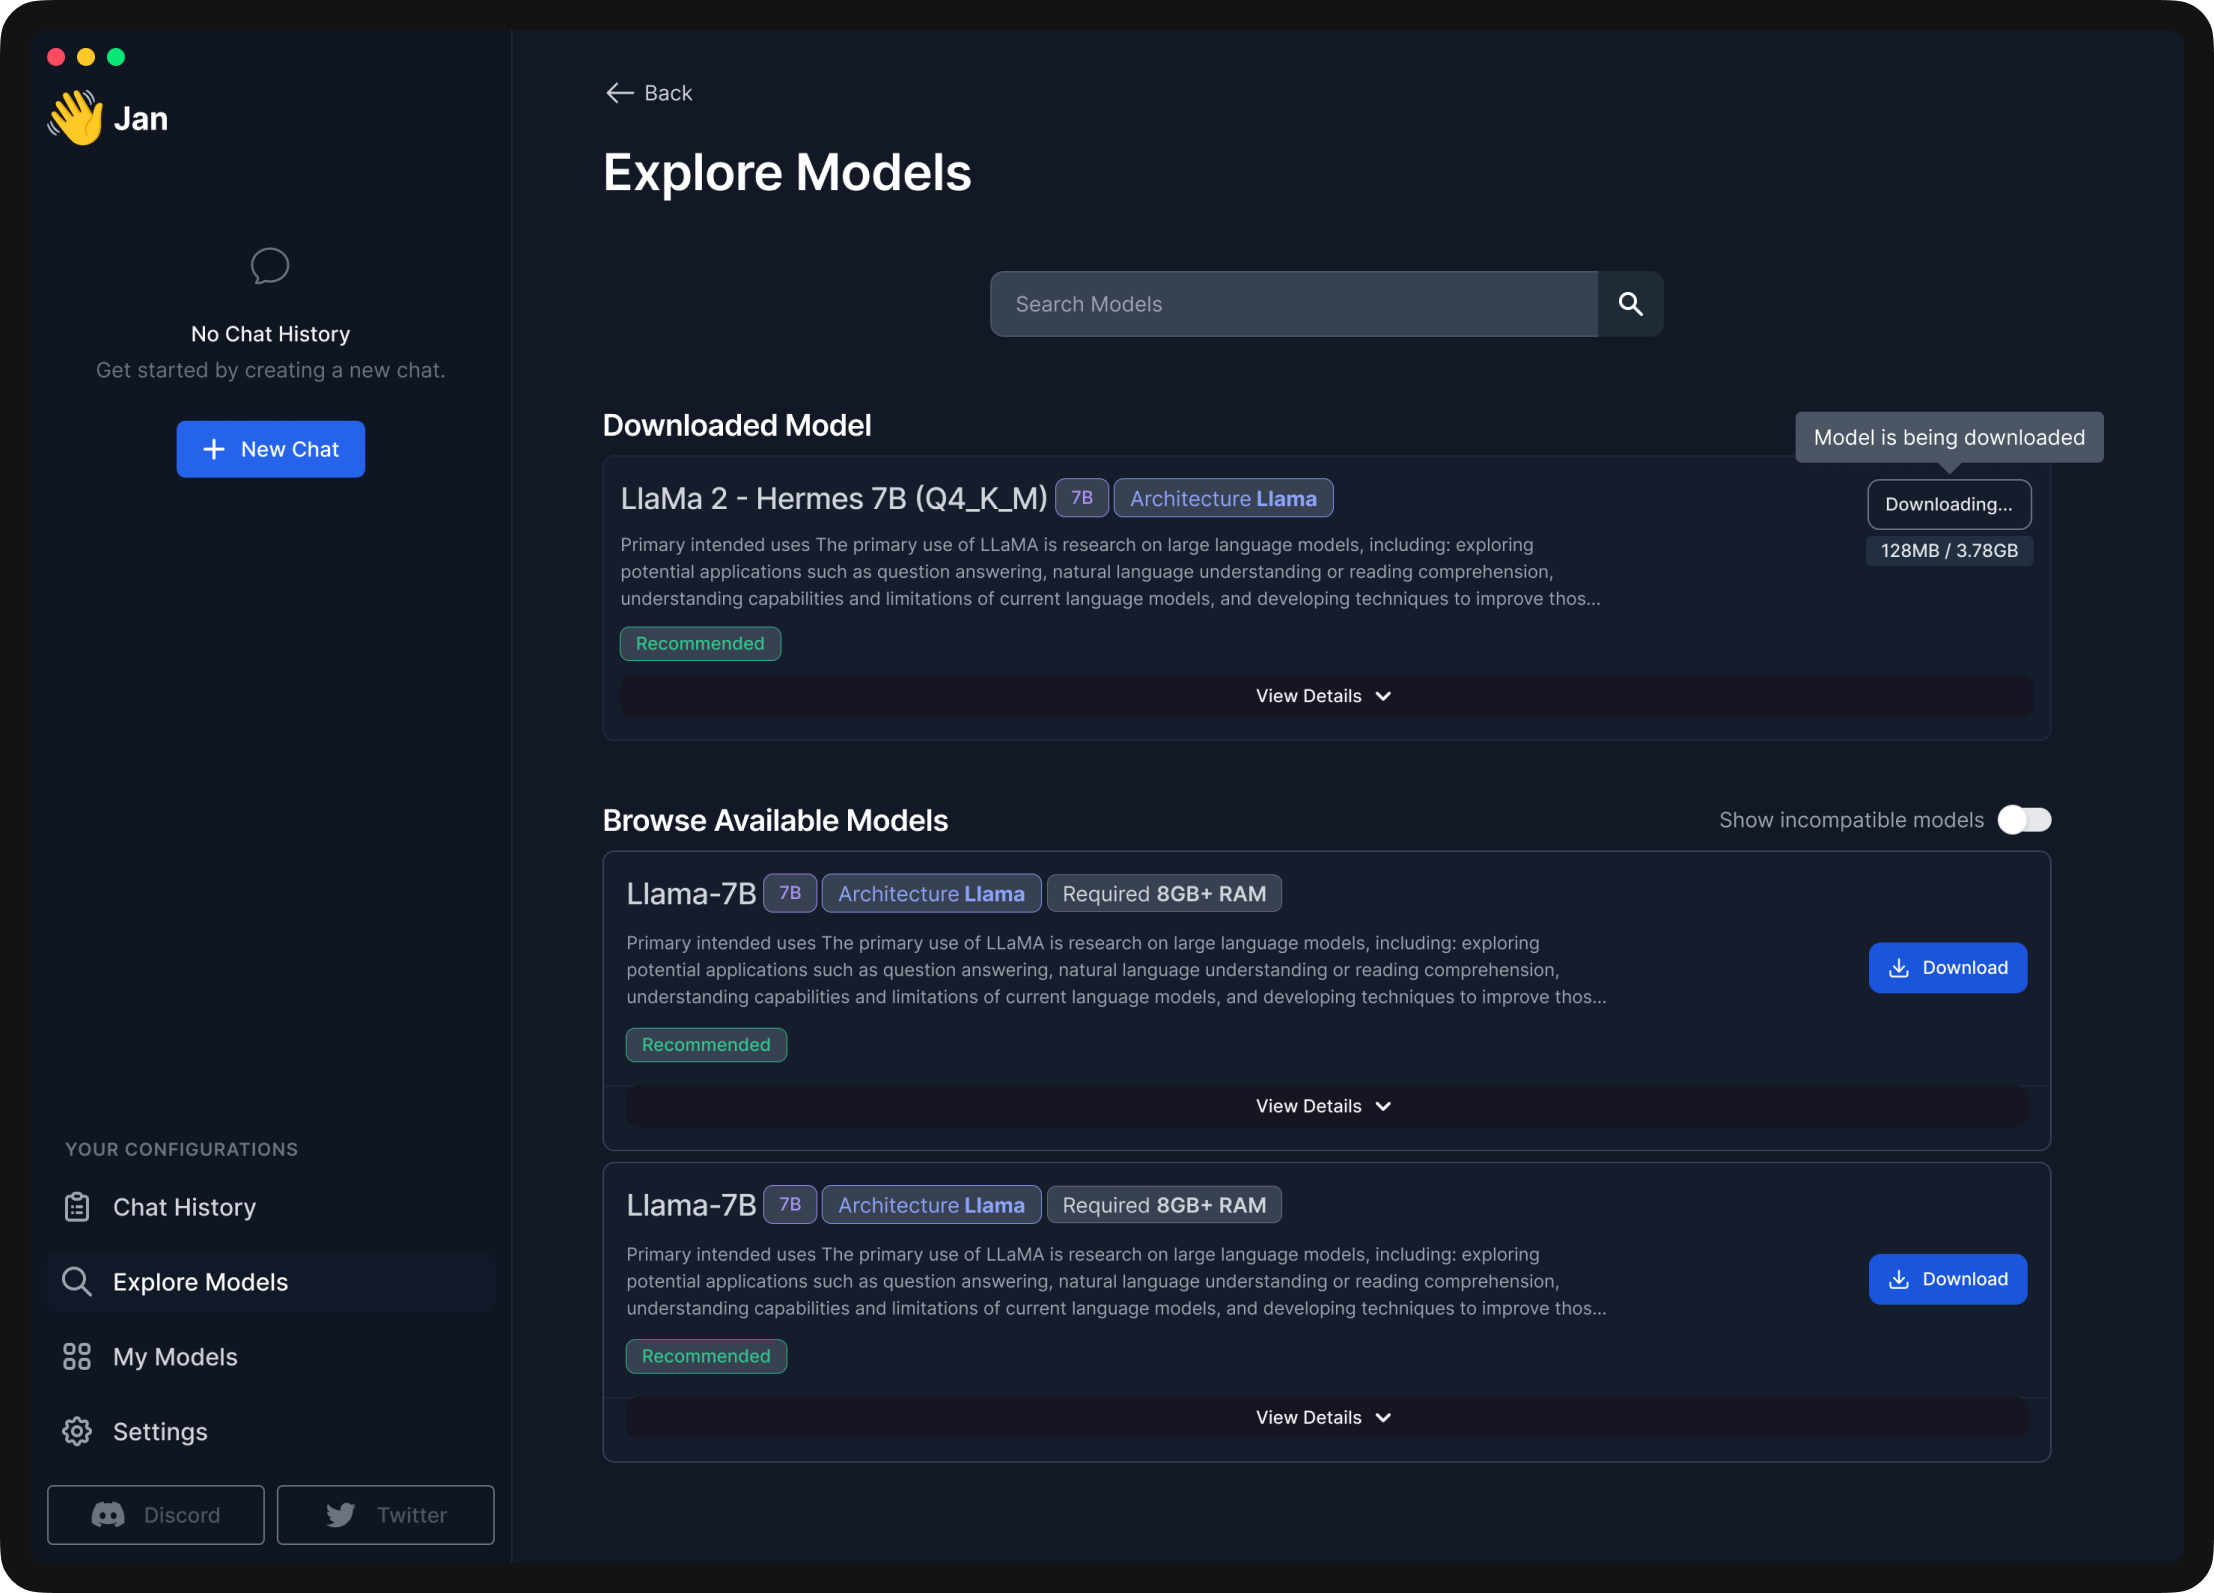 Jan
No Chat History
Get started by creating a new chat.
New Chat
YOUR CONFIGURATIONS
Chat History
Explore Models
My Models
Settings
Discord
Twitter
Back
Explore Models
Search Models
Downloaded Model
Model is being downloaded
LlaMa 2 - Hermes 7B (Q4_K_M) 7B Architecture Llama
Downloading...
128MB / 3.78GB
Primary intended uses The primary use of LLaMA is research on large language models, including: exploring
potential applications such as question answering, natural language understanding or reading comprehension,
understanding capabilities and limitations of current language models, and developing techniques to improve thos...
Recommended
View Details
Browse Available Models
Show incompatible models
Llama-7B 7B Architecture Llama Required 8GB+ RAM
Primary intended uses The primary use of LLaMA is research on large language models, including: exploring
potential applications such as question answering, natural language understanding or reading comprehension,
understanding capabilities and limitations of current language models, and developing techniques to improve thos...
Download
Recommended
View Details
Llama-7B 7B Architecture Llama Required 8GB+ RAM
Primary intended uses The primary use of LLaMA is research on large language models, including: exploring
potential applications such as question answering, natural language understanding or reading comprehension,
understanding capabilities and limitations of current language models, and developing techniques to improve thos...
Download
Recommended
View Details